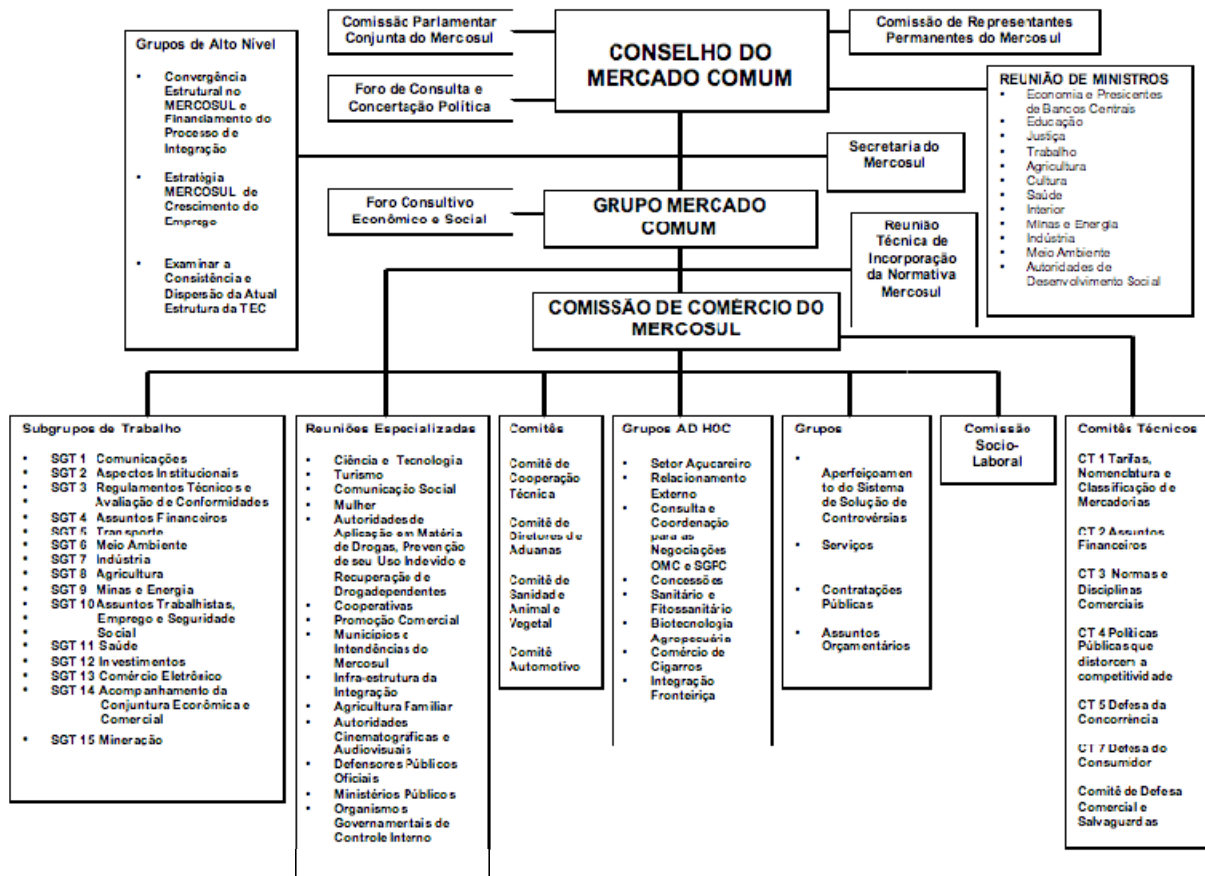 Comissão Parlamentar
Conjunta do Mercosul
CONSELHO DO
MERCADO COMUM
Comissão de Representantes
Permanentes do Mercosul
Foro de Consulta e
Concertação Política
Grupos de Alto Nível
• Convergência
Estrutural no
MERCOSUL e
Financiamento do
Processo de
Integração
• Estratégia
MERCOSUL de
Crescimento do
Emprego
• Examinar a
Consistência e
Dispersão da Atual
Estrutura da TEC
REUNIÃO DE MINISTROS
• Economia e Presidentes
de Bancos Centrais
• Educação
• Justiça
• Trabalho
• Agricultura
• Cultura
• Saúde
• Interior
• Minas e Energia
• Indústria
• Meio Ambiente
• Autoridades de
Desenvolvimento Social
Secretaria do
Mercosul
Foro Consultivo
Econômico e Social
GRUPO MERCADO
COMUM
Reunião
Técnica de
Incorporação
da Normativa
Mercosul
COMISSÃO DE COMÉRCIO DO
MERCOSUL
Subgrupos de Trabalho
• SGT 1 Comunicações
• SGT 2 Aspectos Institucionais
• SGT 3 Regulamentos Técnicos e
• Avaliação de Conformidades
• SGT 4 Assuntos Financeiros
• SGT 5 Transporte
• SGT 6 Meio Ambiente
• SGT 7 Indústria
• SGT 8 Agricultura
• SGT 9 Minas e Energia
• SGT 10 Assuntos Trabalhistas,
• Emprego e Seguridade
• Social
• SGT 11 Saúde
• SGT 12 Investimentos
• SGT 13 Comércio Eletrônico
• SGT 14 Acompanhamento da
Conjuntura Econômica e
Comercial
• SGT 15 Mineração
Reuniões Especializadas
• Ciência e Tecnologia
• Turismo
• Comunicação Social
• Mulher
• Autoridades de
Aplicação em Matéria
de Drogas, Prevenção
de seu Uso Indevido e
Recuperação de
Drogadependentes
• Cooperativas
• Promoção Comercial
• Municípios e
Intendências do
Mercosul
• Infra-estrutura da
Integração
• Agricultura Familiar
• Autoridades
Cinematográficas e
Audiovisuais
• Defensores Públicos
Oficiais
• Ministérios Públicos
• Organismos
Governamentais de
Controle Interno
Comitês
Comitê de
Cooperação
Técnica
Comitê de
Diretores de
Aduanas
Comitê de
Sanidade
Animal e
Vegetal
Comitê
Automotivo
Grupos AD HOC
• Setor Açucareiro
• Relacionamento
Externo
• Consulta e
Coordenação
para as
Negociações
OMC e SGPC
• Concessões
• Sanitário e
Fitossanitário
• Biotecnologia
Agropecuária
• Comércio de
Cigarros
• Integração
Fronteiriça
Grupos
•
Aperfeiçoamen
to do Sistema
de Solução de
Controvérsias
• Serviços
• Contratações
Públicas
• Assuntos
Orçamentários
Comissão
Socio-
Laboral
Comitês Técnicos
CT 1 Tarifas,
Nomenclatura e
Classificação de
Mercadorias
CT 2 Assuntos
Financeiros
CT 3 Normas e
Disciplinas
Comerciais
CT 4 Políticas
Públicas que
distorcem a
competitividade
CT 5 Defesa da
Concorrência
CT 7 Defesa do
Consumidor
Comitê de Defesa
Comercial e
Salvaguardas